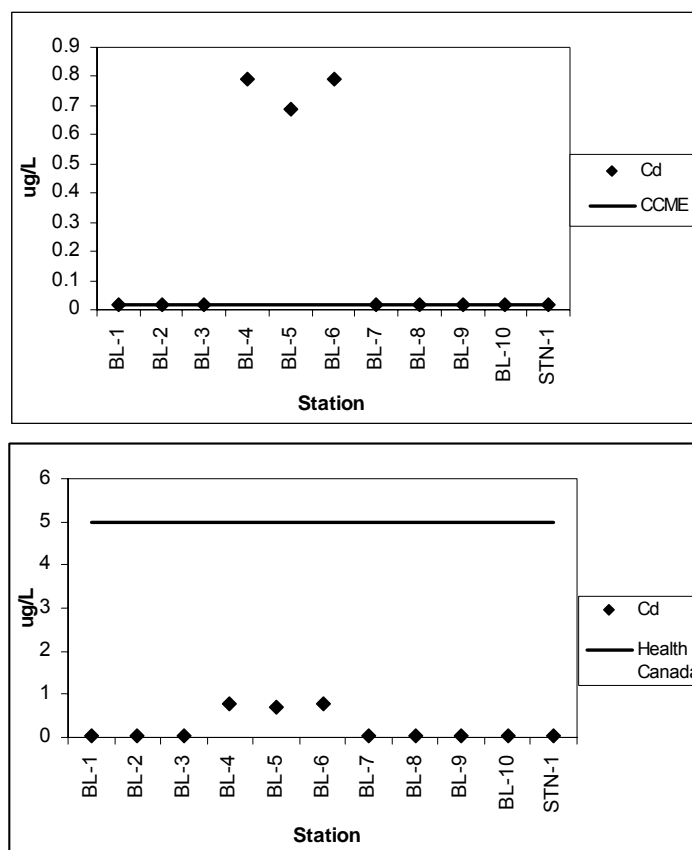 0.9
0.8
0.7
0.6
0.5
0.4
0.3
0.2
0.1
0
ug/L
BL-1
BL-2
BL-3
BL-4
BL-5
BL-6
BL-7
BL-8
BL-9
BL-10
STN-1
Station
Cd
CCME
6
5
4
3
2
1
0
ug/L
BL-1
BL-2
BL-3
BL-4
BL-5
BL-6
BL-7
BL-8
BL-9
BL-10
STN-1
Station
Cd
Health
Canada